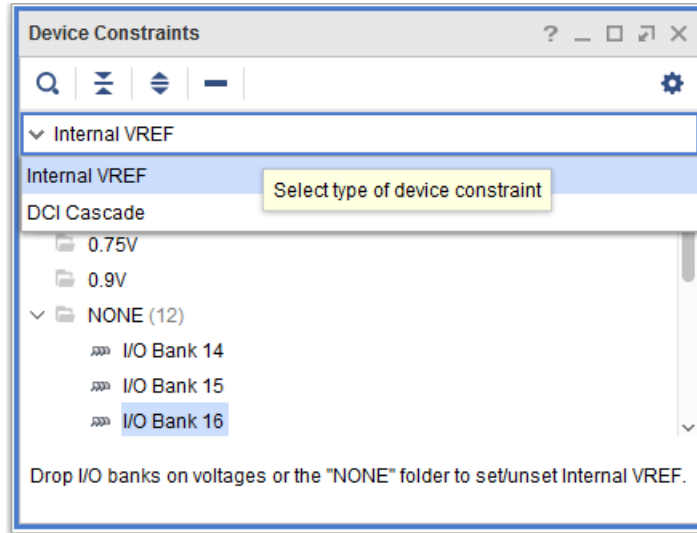 Device Constraints
Internal VREF
Internal VREF
Select type of device constraint
DCI Cascade
0.75V
0.9V
NONE (12)
I/O Bank 14
I/O Bank 15
I/O Bank 16
Drop I/O banks on voltages or the "NONE" folder to set/unset Internal VREF.